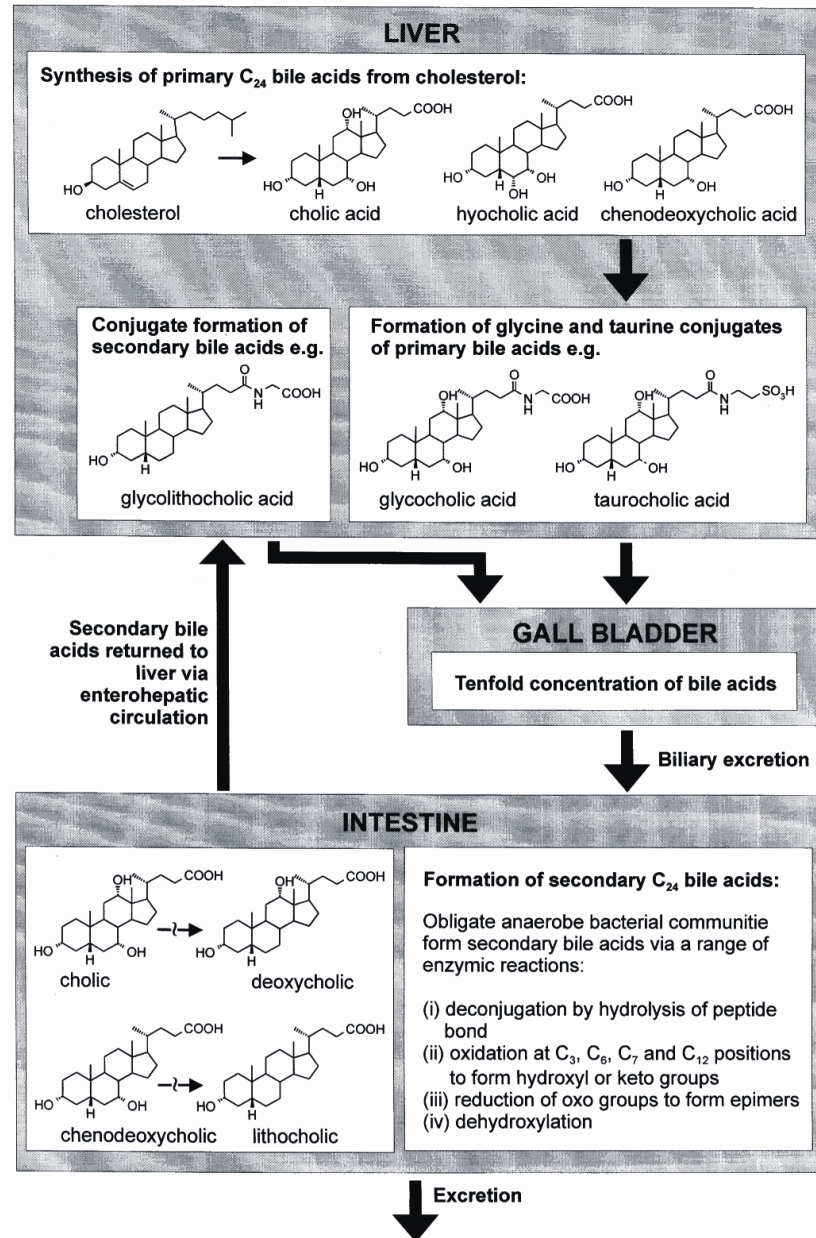 LIVER
Synthesis of primary C₂₄ bile acids from cholesterol:
HO
cholesterol
OH
COOH
HO
H
OH
cholic acid
COOH
HO
H
OH
OH
hyocholic acid
COOH
HO
H
OH
chenodeoxycholic acid
Conjugate formation of
secondary bile acids e.g.
O
N
H
COOH
HO
H
glycolithocholic acid
Formation of glycine and taurine conjugates
of primary bile acids e.g.
OH
O
N
H
COOH
HO
H
OH
glycocholic acid
OH
O
N
H
SO₃H
HO
H
OH
taurocholic acid
Secondary bile
acids returned to
liver via
enterohepatic
circulation
GALL BLADDER
Tenfold concentration of bile acids
Biliary excretion
INTESTINE
OH
COOH
HO
H
OH
cholic
OH
COOH
HO
H
deoxycholic
COOH
HO
H
OH
chenodeoxycholic
COOH
HO
H
lithocholic
Formation of secondary C₂₄ bile acids:
Obligate anaerobe bacterial communitie
form secondary bile acids via a range of
enzymic reactions:
(i) deconjugation by hydrolysis of peptide
bond
(ii) oxidation at C₃, C₆, C₇ and C₁₂ positions
to form hydroxyl or keto groups
(iii) reduction of oxo groups to form epimers
(iv) dehydroxylation
Excretion